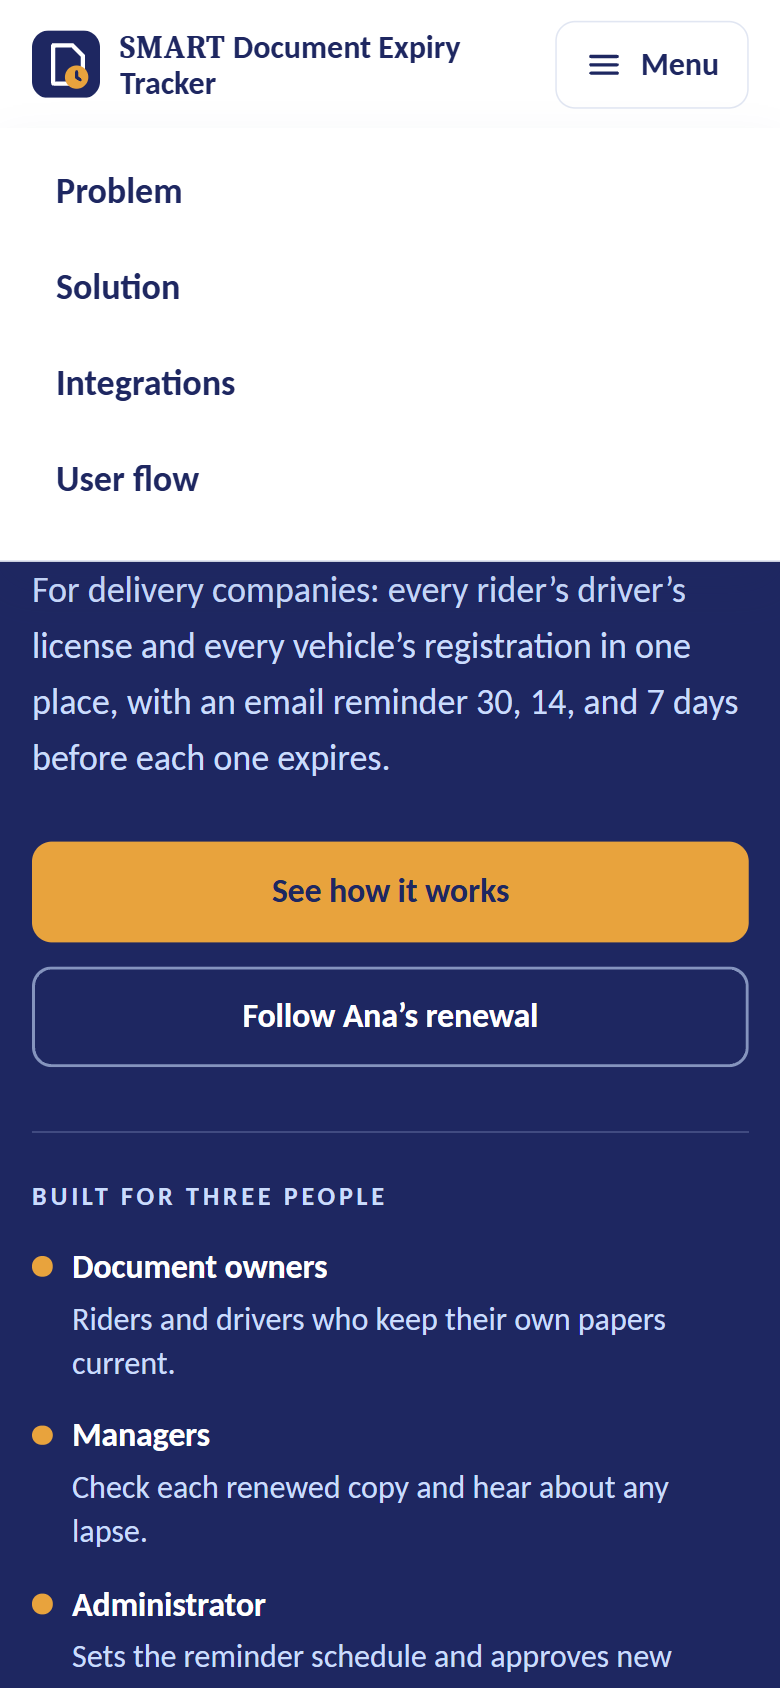 SMART Document Expiry
Tracker
Menu
Problem
Solution
Integrations
User flow
For delivery companies: every rider’s driver’s
license and every vehicle’s registration in one
place, with an email reminder 30, 14, and 7 days
before each one expires.
See how it works
Follow Ana’s renewal
BUILT FOR THREE PEOPLE
Document owners
Riders and drivers who keep their own papers
current.
Managers
Check each renewed copy and hear about any
lapse.
Administrator
Sets the reminder schedule and approves new